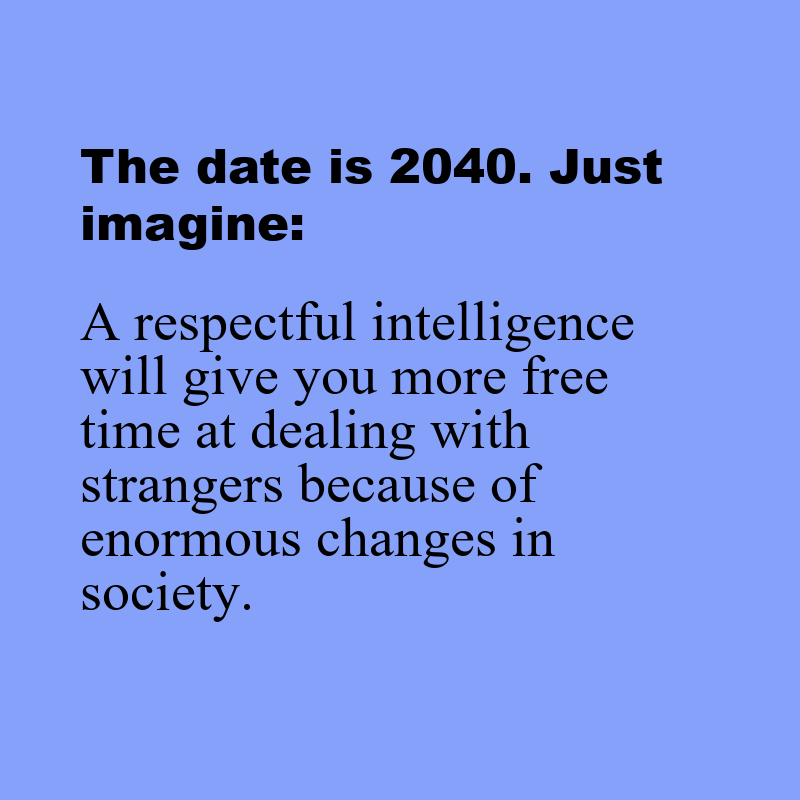 The date is 2040. Just
imagine:
A respectful intelligence
will give you more free
time at dealing with
strangers because of
enormous changes in
society.